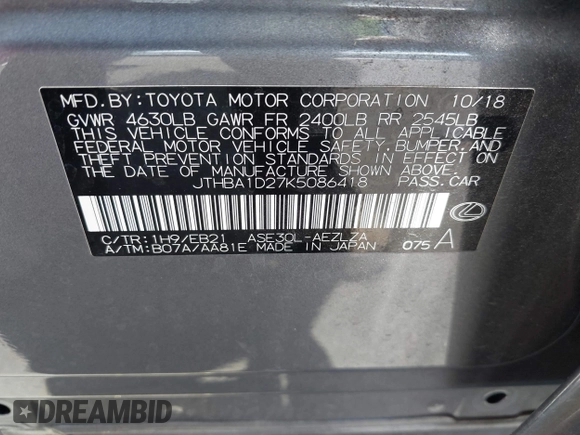 MFD.BY:TOYOTA MOTOR CORPORATION 10/18
GVWR 4630LB GAWR FR 2400LB RR 2545LB
THIS VEHICLE CONFORMS TO ALL APPLICABLE
FEDERAL MOTOR VEHICLE SAFETY,BUMPER,AND
THEFT PREVENTION STANDARDS IN EFFECT ON
THE DATE OF MANUFACTURE SHOWN ABOVE.
JTHBA1D27K5086418 PASS.CAR
C/TR:1H9/EB21 ASE30L-AEZLZA
A/TM:B07A/AA81E MADE IN JAPAN 075 A
DREAMBID